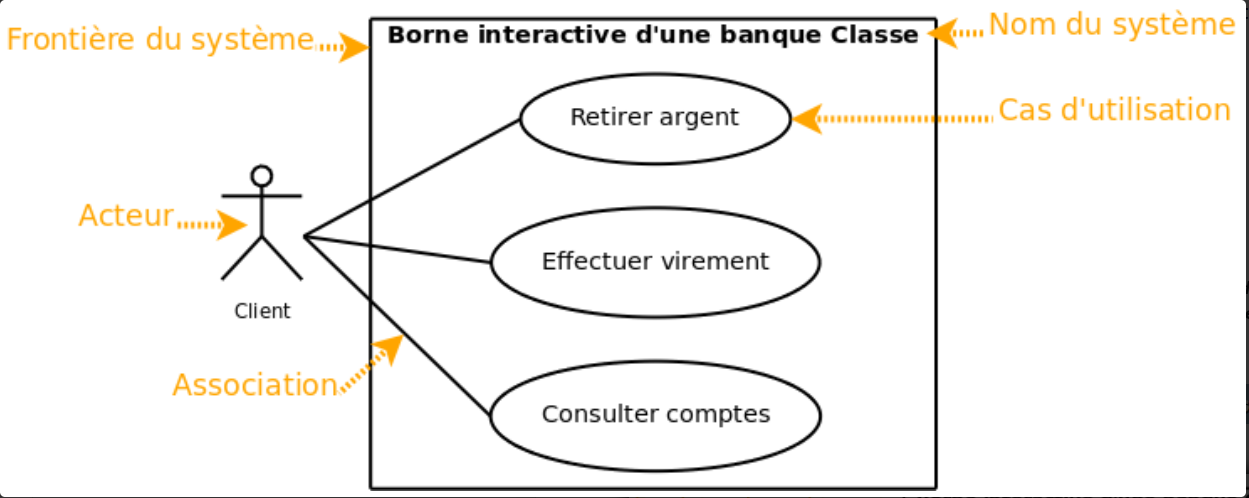 Frontière du système
Borne interactive d'une banque Classe
Nom du système
Retirer argent
Cas d'utilisation
Acteur
Effectuer virement
Client
Association
Consulter comptes